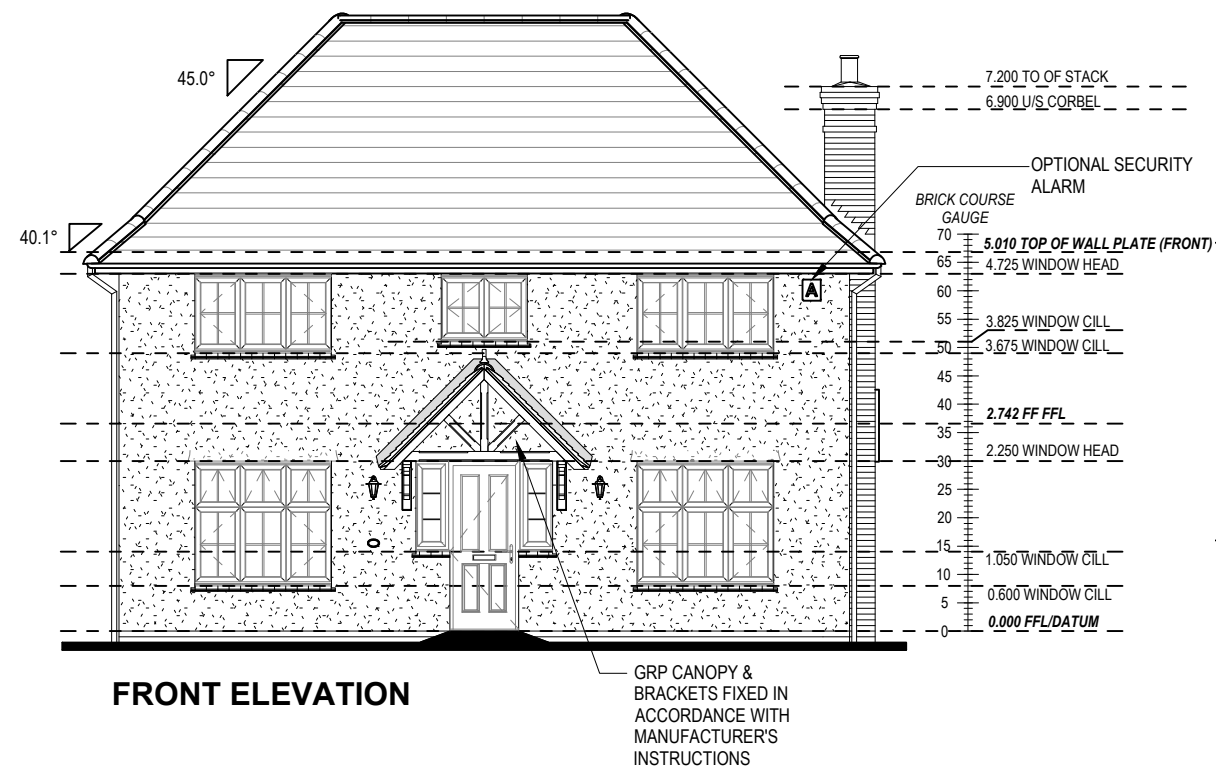 45.0°
7.200 TO OF STACK
6.900 U/S CORBEL
OPTIONAL SECURITY
ALARM
BRICK COURSE
GAUGE
40.1°
70
5.010 TOP OF WALL PLATE (FRONT)
65
4.725 WINDOW HEAD
A
60
55
3.825 WINDOW CILL
50
3.675 WINDOW CILL
45
40
2.742 FF FFL
35
2.250 WINDOW HEAD
30
25
20
15
1.050 WINDOW CILL
10
0.600 WINDOW CILL
5
0.000 FFL/DATUM
0
FRONT ELEVATION
GRP CANOPY &
BRACKETS FIXED IN
ACCORDANCE WITH
MANUFACTURER'S
INSTRUCTIONS